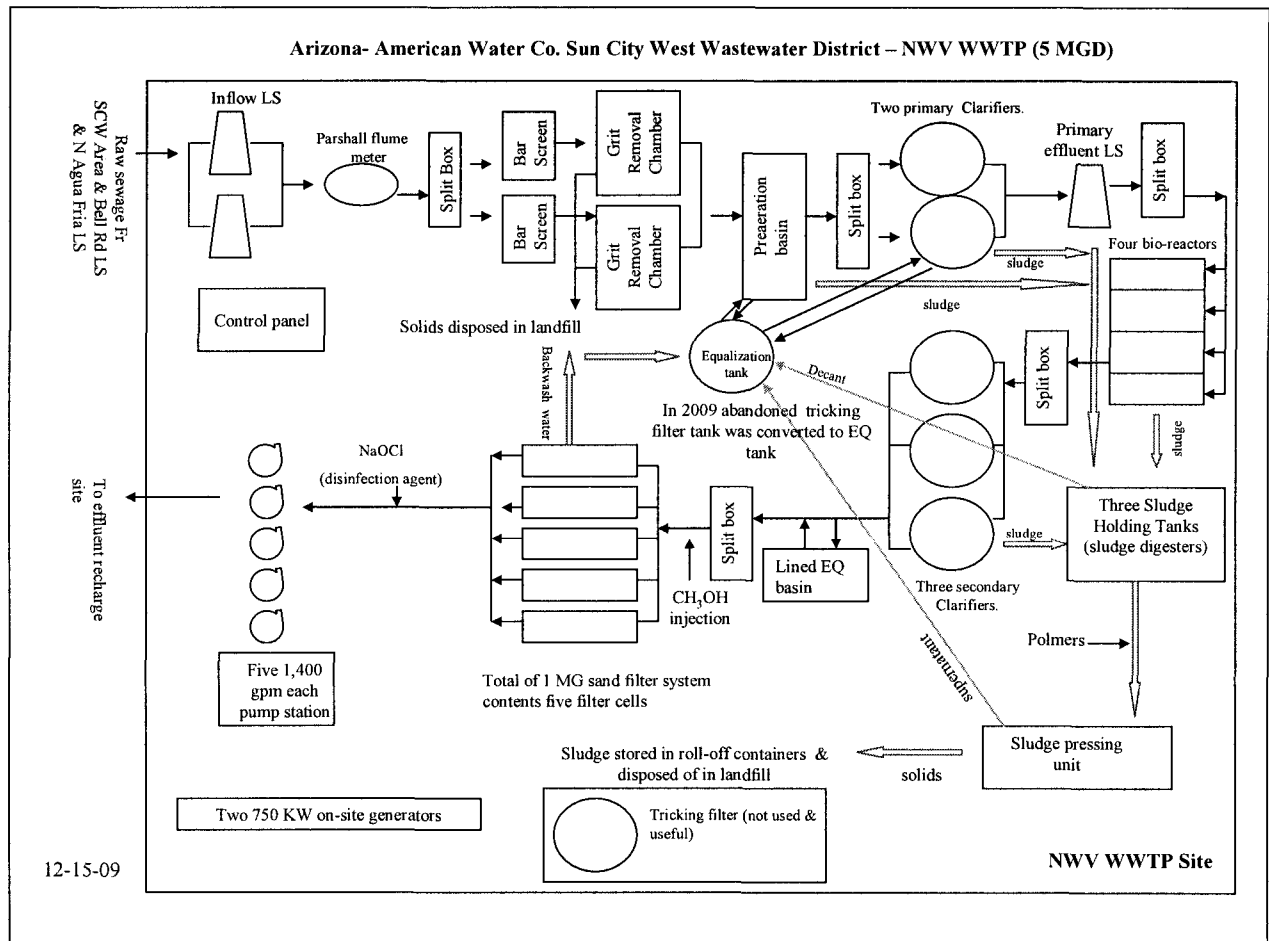 Arizona- American Water Co. Sun City West Wastewater District – NWV WWTP (5 MGD)
Raw sewage Fr
SCW Area & Bell Rd LS
& N Agua Fria LS
Inflow LS
Parshall flume
meter
Split Box
Bar
Screen
Bar
Screen
Grit
Removal
Chamber
Grit
Removal
Chamber
Preaeration
basin
Split box
Two primary Clarifiers.
Primary
effluent LS
Split box
Four bio-reactors
sludge
sludge
Control panel
Solids disposed in landfill
Backwash water
Equalization
tank
Decant
In 2009 abandoned tricking
filter tank was converted to EQ
tank
Split box
sludge
To effluent recharge
site
NaOCl
(disinfection agent)
Split box
CH3OH
injection
Lined EQ
basin
Three secondary
Clarifiers.
sludge
Three Sludge
Holding Tanks
(sludge digesters)
Polmers
supernatant
Five 1,400
gpm each
pump station
Total of 1 MG sand filter system
contents five filter cells
Sludge pressing
unit
solids
Sludge stored in roll-off containers &
disposed of in landfill
Two 750 KW on-site generators
Tricking filter (not used &
useful)
NWV WWTP Site
12-15-09